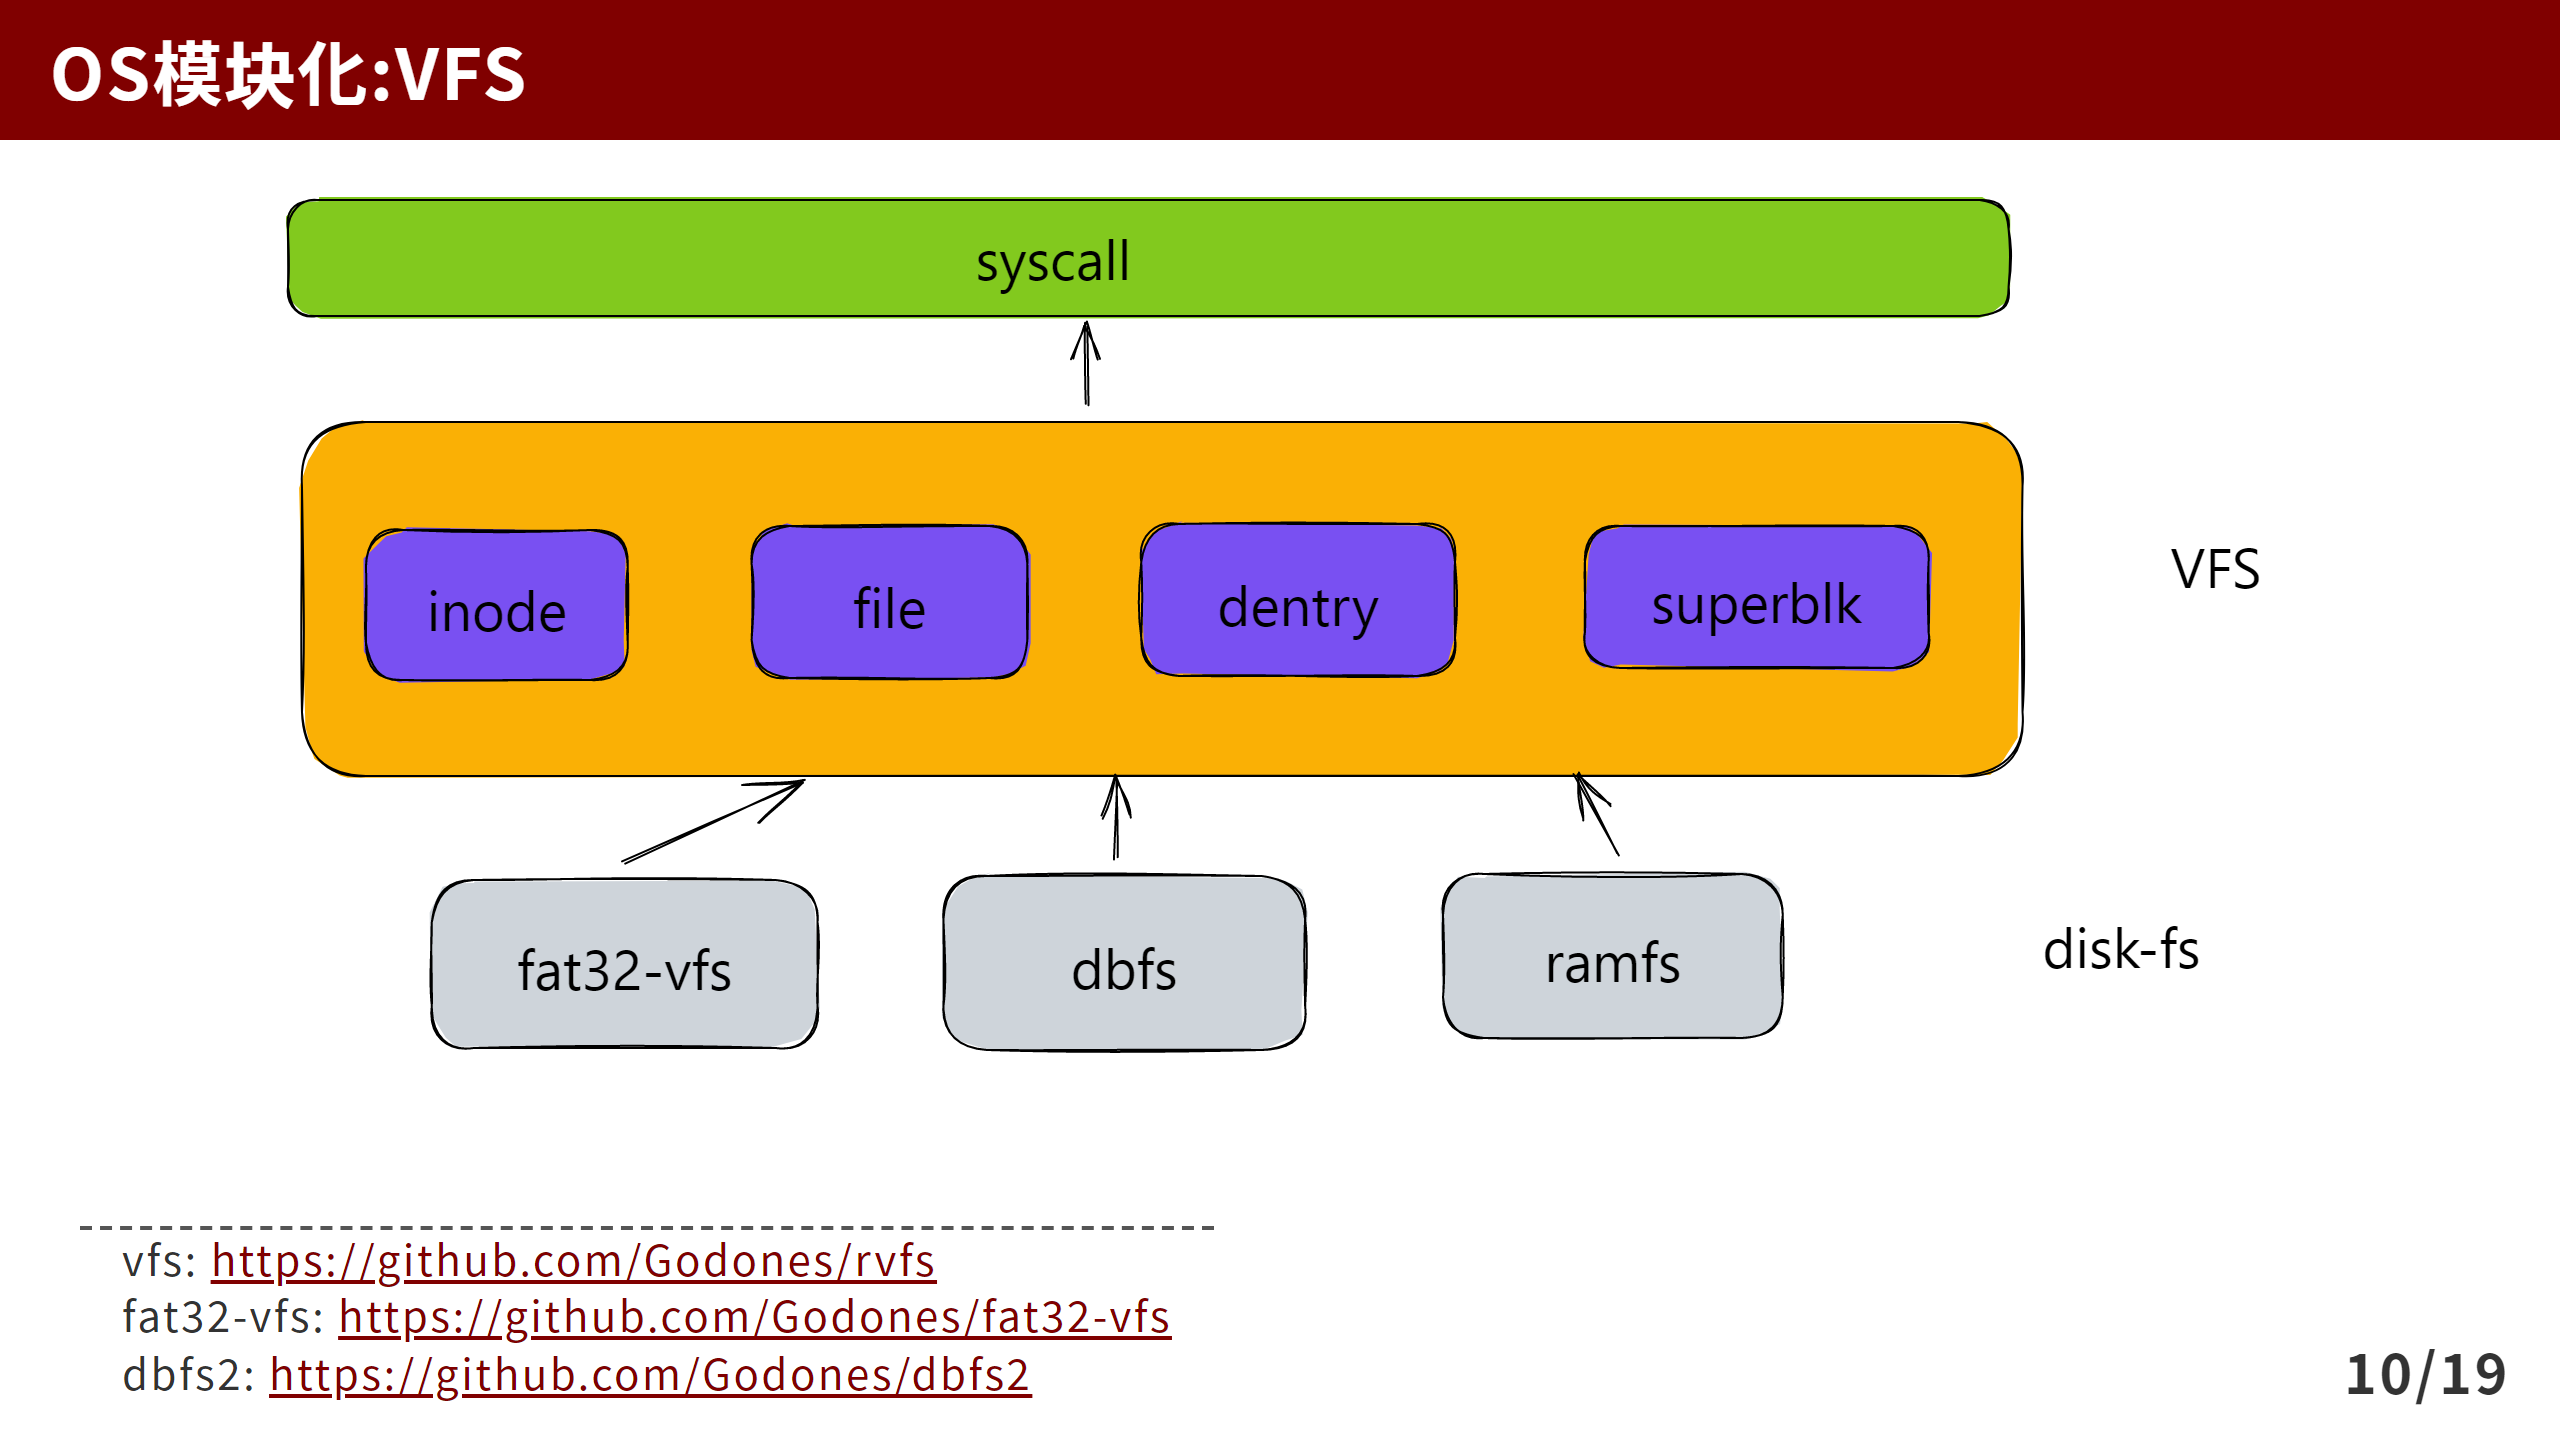 OS模块化:VFS
syscall
inode
file
dentry
superblk
VFS
fat32-vfs
dbfs
ramfs
disk-fs
vfs: https://github.com/Godones/rvfs
fat32-vfs: https://github.com/Godones/fat32-vfs
dbfs2: https://github.com/Godones/dbfs2
10/19